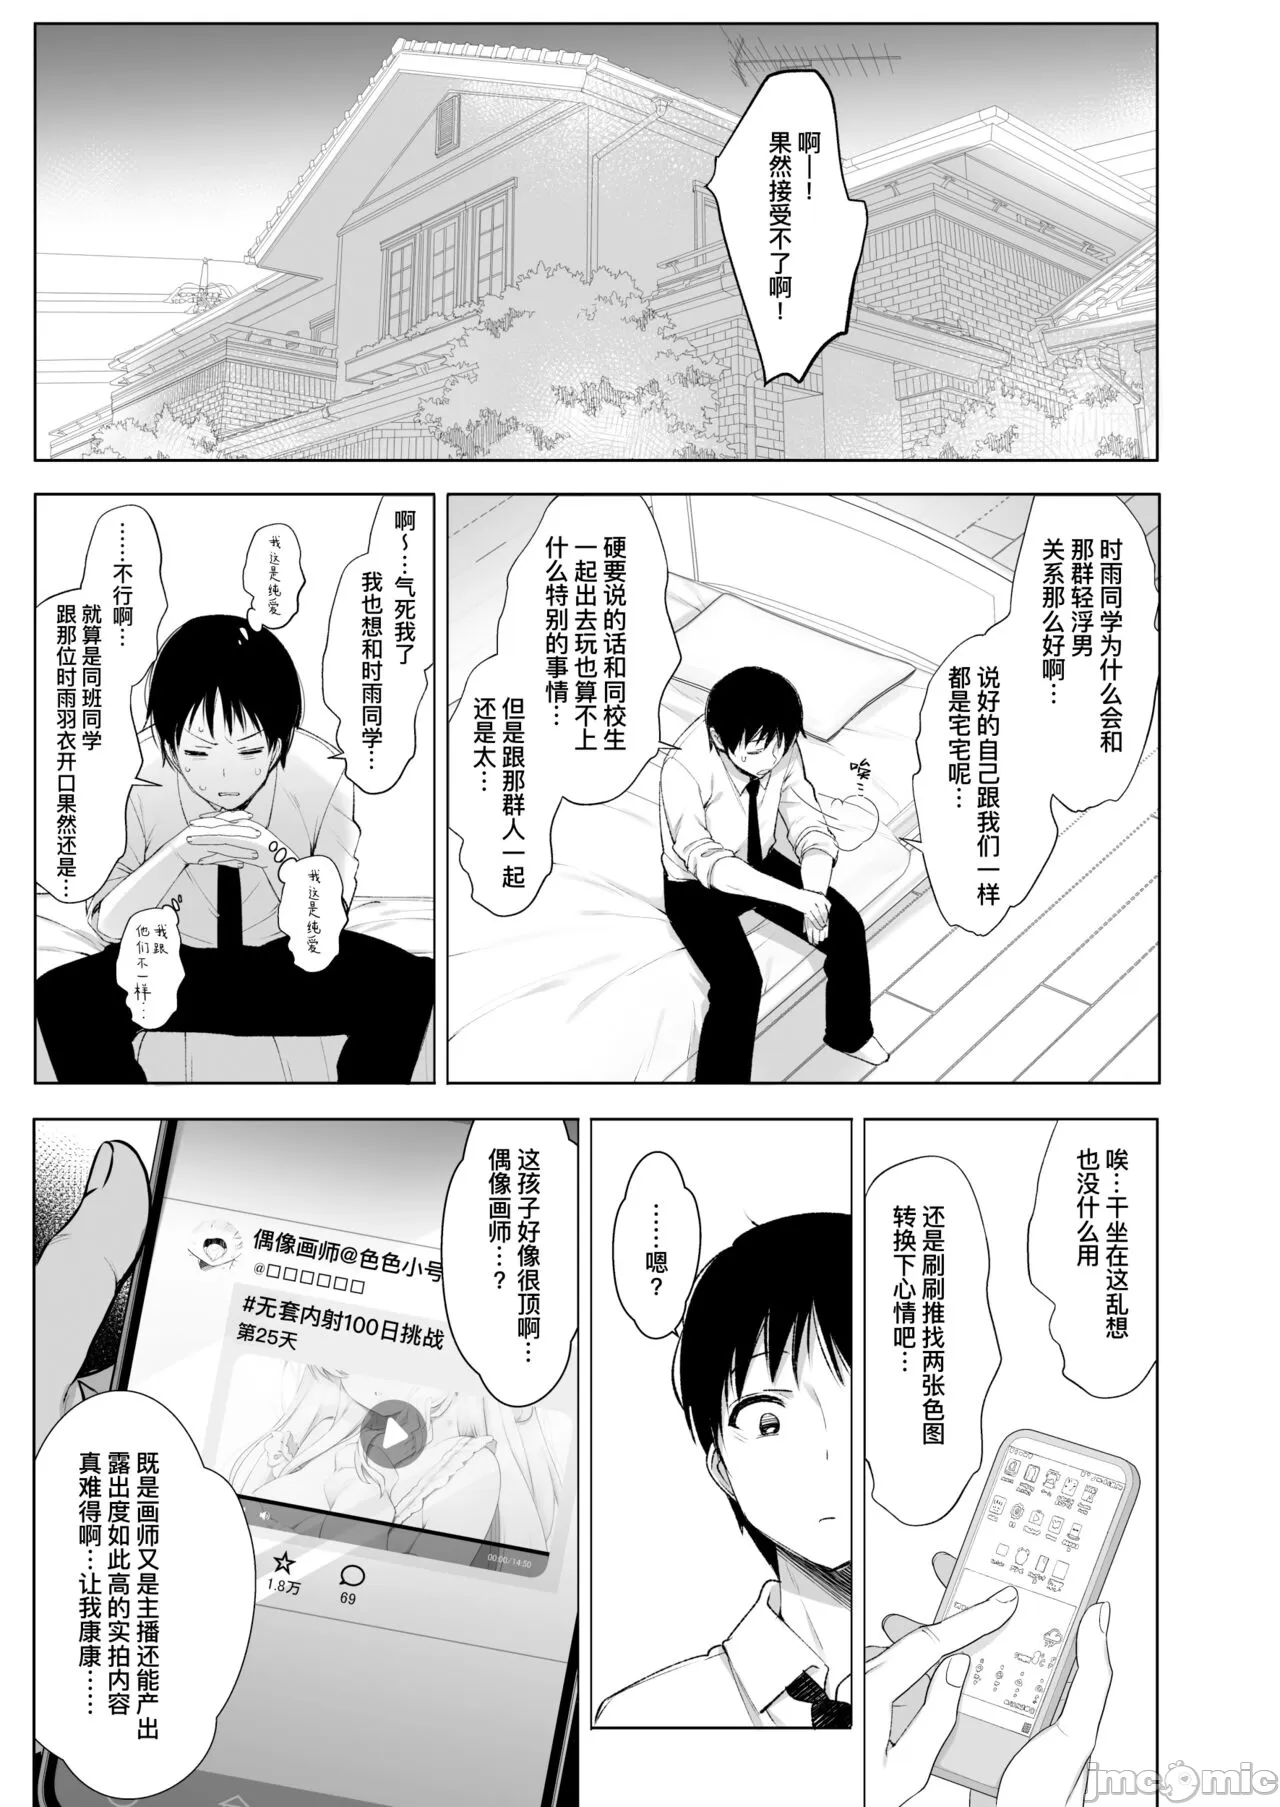 啊—！
果然接受不了啊！
时雨同学为什么会和
那群轻浮男
关系那么好啊…
说好的自己跟我们一样
都是宅宅呢…
唉…
硬要说的话和同校生
一起出去玩也算不上
什么特别的事情…
但是跟那群人一起
还是太…
啊～…气死我了
我也想和时雨同学…
我这是纯爱
我这是纯爱
我跟
他们不一样…
……不行啊…
就算是同班同学
跟那位时雨羽衣开口果然还是…
唉…干坐在这乱想
也没什么用
还是刷刷推找两张色图
转换下心情吧…
……嗯？
这孩子好像很顶啊…
偶像画师…？
偶像画师@色色小号
@□□□□□□
#无套内射100日挑战
第25天
00:00/14:50
1.8万
69
既是画师又是主播还能产出
露出度如此高的实拍内容
真难得啊…让我康康……
jmcomic